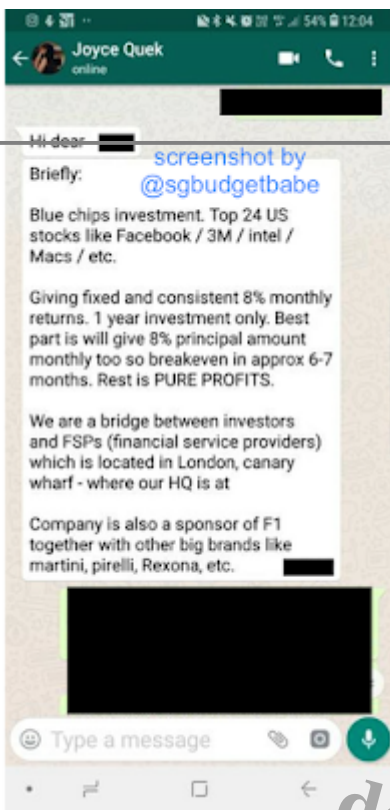 54% 12:04
Joyce Quek
online
Hi dear
screenshot by
@sgbudgetbabe
Briefly:
Blue chips investment. Top 24 US
stocks like Facebook / 3M / intel /
Macs / etc.
Giving fixed and consistent 8% monthly
returns. 1 year investment only. Best
part is will give 8% principal amount
monthly too so breakeven in approx 6-7
months. Rest is PURE PROFITS.
We are a bridge between investors
and FSPs (financial service providers)
which is located in London, canary
wharf - where our HQ is at
Company is also a sponsor of F1
together with other big brands like
martini, pirelli, Rexona, etc.
Type a message